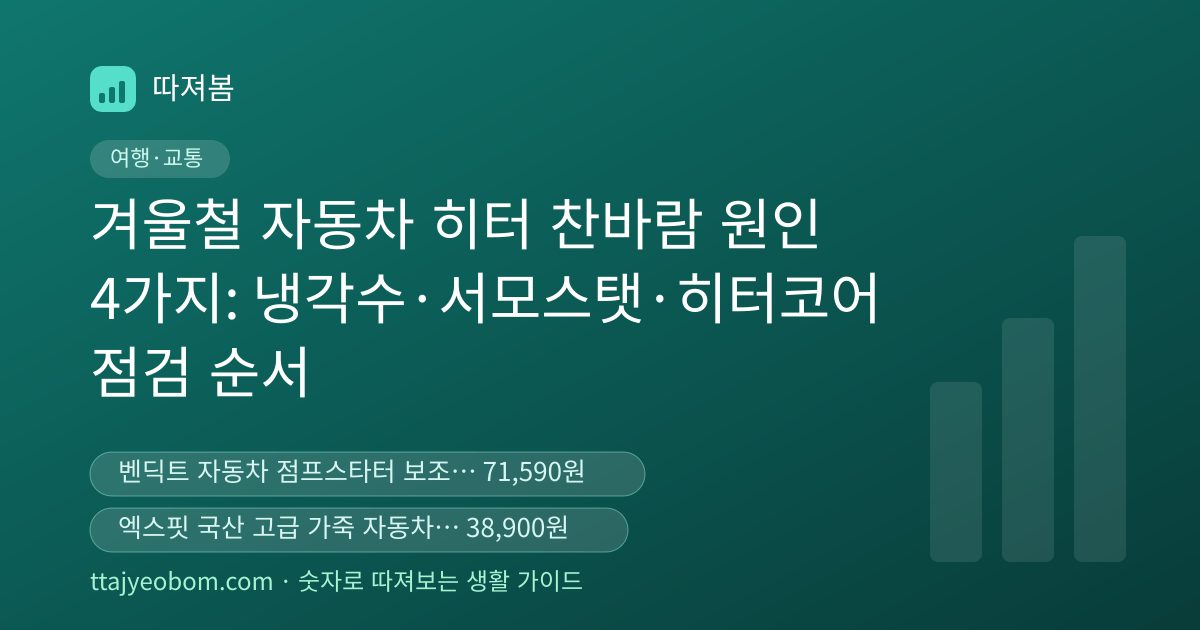 따져봄
여행·교통
겨울철 자동차 히터 찬바람 원인
4가지: 냉각수·서모스탯·히터코어
점검 순서
벤딕트 자동차 점프스타터 보조… 71,590원
엑스핏 국산 고급 가죽 자동차… 38,900원
ttajyeobom.com · 숫자로 따져보는 생활 가이드